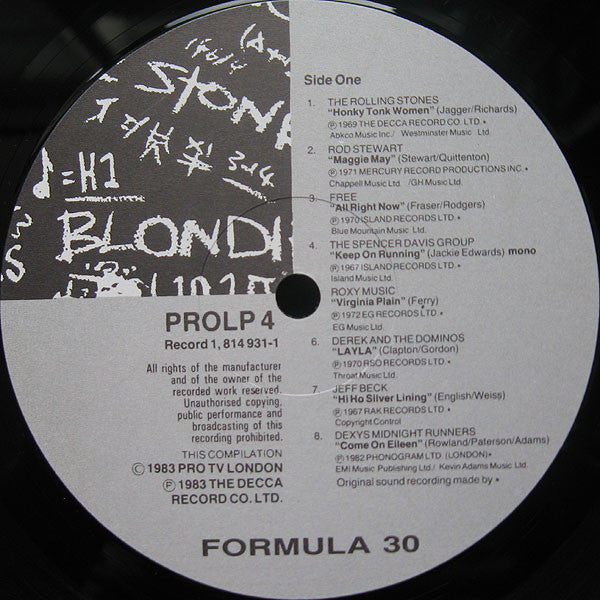 STON
3.14
=H1
BLONDI
Side One
1. THE ROLLING STONES
"Honky Tonk Women" (Jagger/Richards)
Ⓟ 1969 THE DECCA RECORD CO. LTD. •
Abkco Music Inc./ Westminster Music Ltd.
2. ROD STEWART
"Maggie May" (Stewart/Quittenton)
Ⓟ 1971 MERCURY RECORD PRODUCTIONS INC. •
Chappell Music Ltd. /GH Music Ltd.
3. FREE
"All Right Now" (Fraser/Rodgers)
Ⓟ 1970 ISLAND RECORDS LTD. •
Blue Mountain Music Ltd.
4. THE SPENCER DAVIS GROUP
"Keep On Running" (Jackie Edwards) mono
Ⓟ 1967 ISLAND RECORDS LTD. •
Island Music Ltd.
ROXY MUSIC
"Virginia Plain" (Ferry)
Ⓟ 1972 EG RECORDS LTD. •
EG Music Ltd.
6. DEREK AND THE DOMINOS
"LAYLA" (Clapton/Gordon)
Ⓟ 1970 RSO RECORDS LTD. •
Throat Music Ltd.
7. JEFF BECK
"Hi Ho Silver Lining" (English/Weiss)
Ⓟ 1967 RAK RECORDS LTD. •
Copyright Control
8. DEXYS MIDNIGHT RUNNERS
"Come On Eileen" (Rowland/Paterson/Adams)
Ⓟ 1982 PHONOGRAM LTD. (LONDON) •
EMI Music Publishing Ltd./ Kevin Adams Music Ltd.
Original sound recording made by •
PROLP 4
Record 1, 814 931-1
All rights of the manufacturer
and of the owner of the
recorded work reserved.
Unauthorised copying,
public performance and
broadcasting of this
recording prohibited.
THIS COMPILATION
© 1983 PRO TV LONDON
Ⓟ 1983 THE DECCA
RECORD CO. LTD.
FORMULA 30